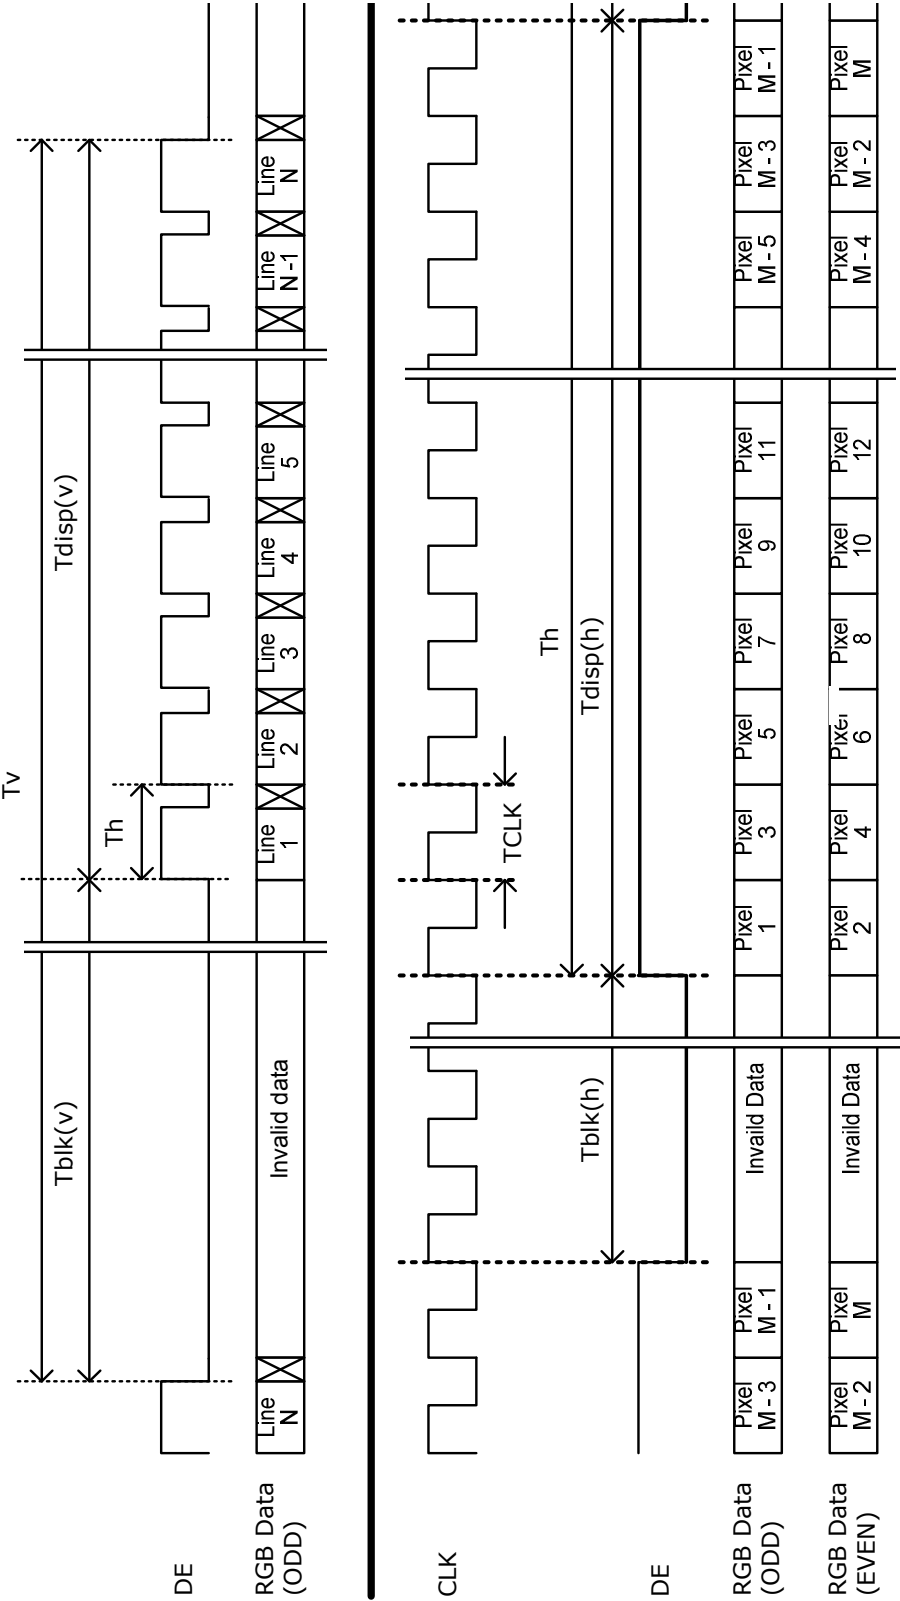 Tv
Tblk(v)
Tdisp(v)
Th
DE
RGB Data
(ODD)
Line
N
Invalid data
Line
1
Line
2
Line
3
Line
4
Line
5
Line
N-1
Line
N
CLK
TCLK
Th
Tblk(h)
Tdisp(h)
DE
RGB Data
(ODD)
Pixel
M - 3
Pixel
M - 1
Invaild Data
Pixel
1
Pixel
3
Pixel
5
Pixel
7
Pixel
9
Pixel
11
Pixel
M - 5
Pixel
M - 3
Pixel
M - 1
RGB Data
(EVEN)
Pixel
M - 2
Pixel
M
Invaild Data
Pixel
2
Pixel
4
Pixel
6
Pixel
8
Pixel
10
Pixel
12
Pixel
M - 4
Pixel
M - 2
Pixel
M